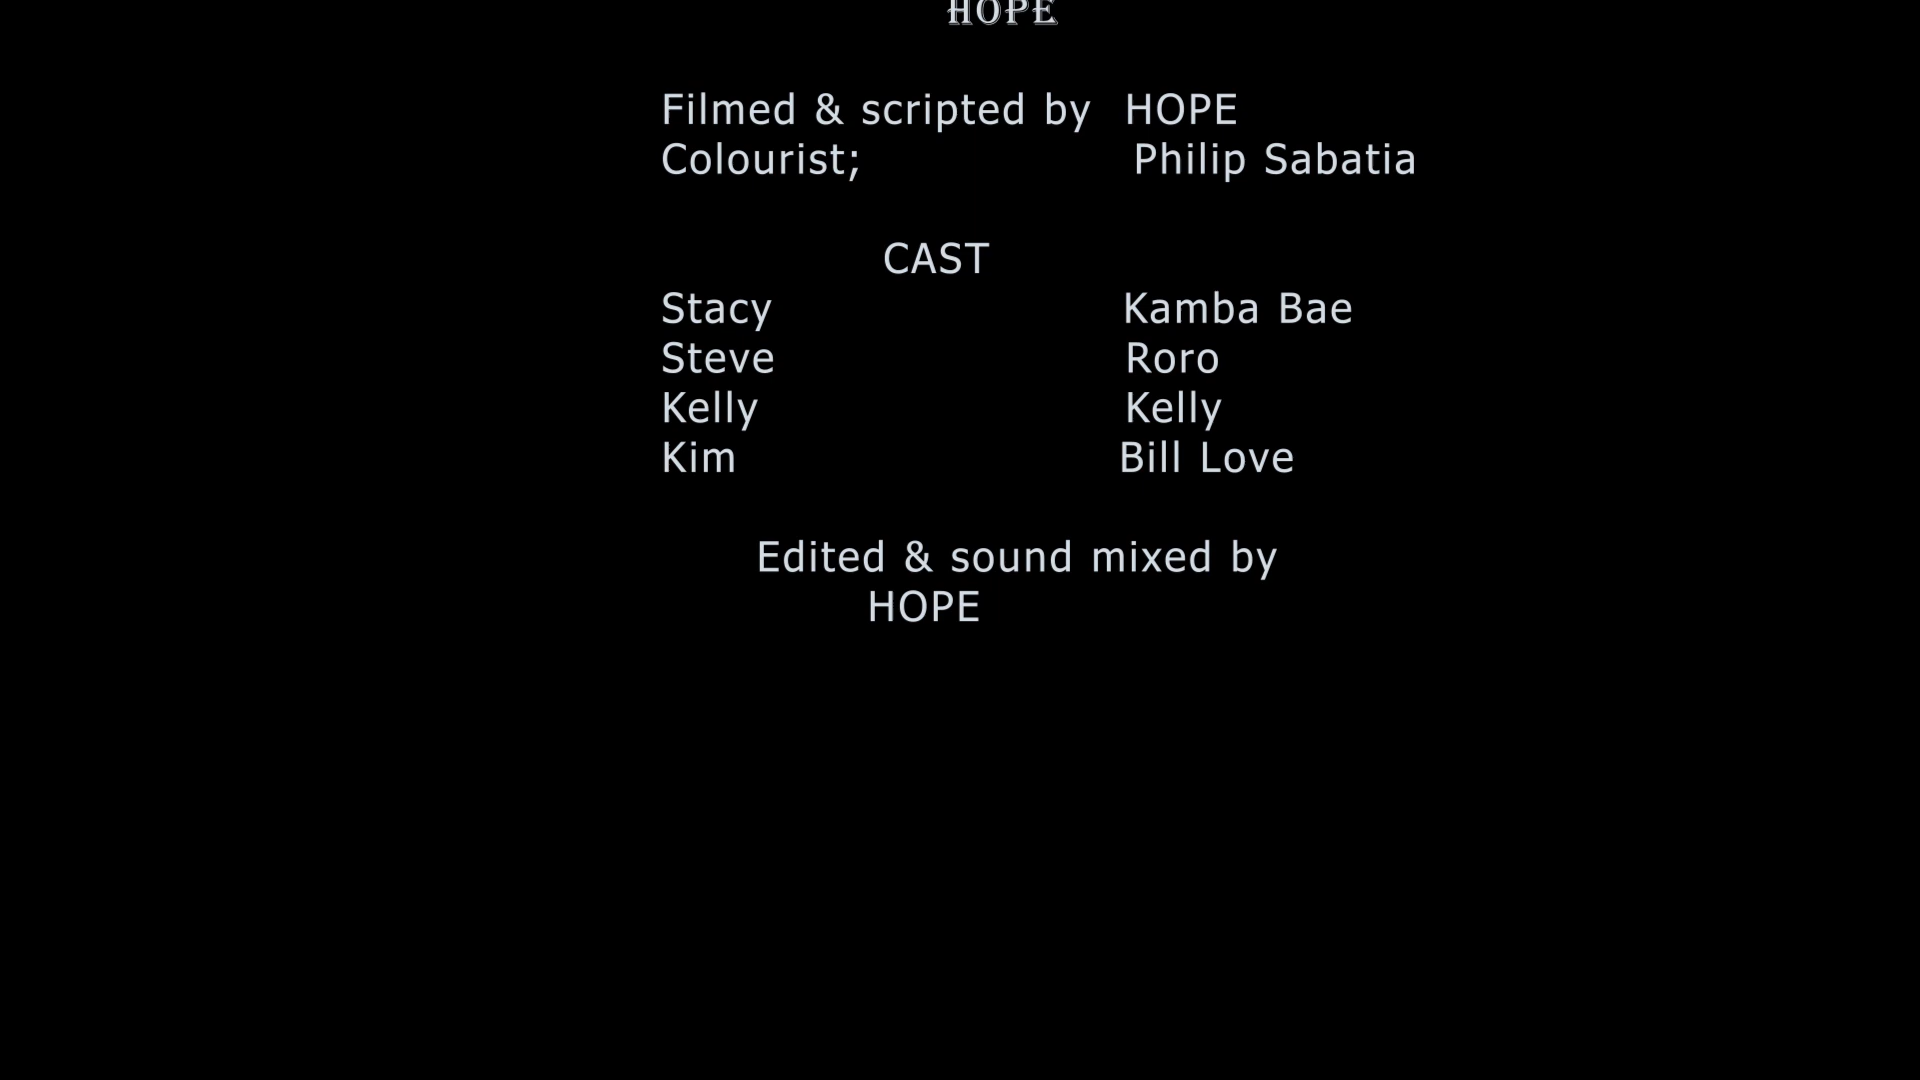 HOPE
Filmed & scripted by HOPE
Colourist; Philip Sabatia
CAST
Stacy Kamba Bae
Steve Roro
Kelly Kelly
Kim Bill Love
Edited & sound mixed by
HOPE